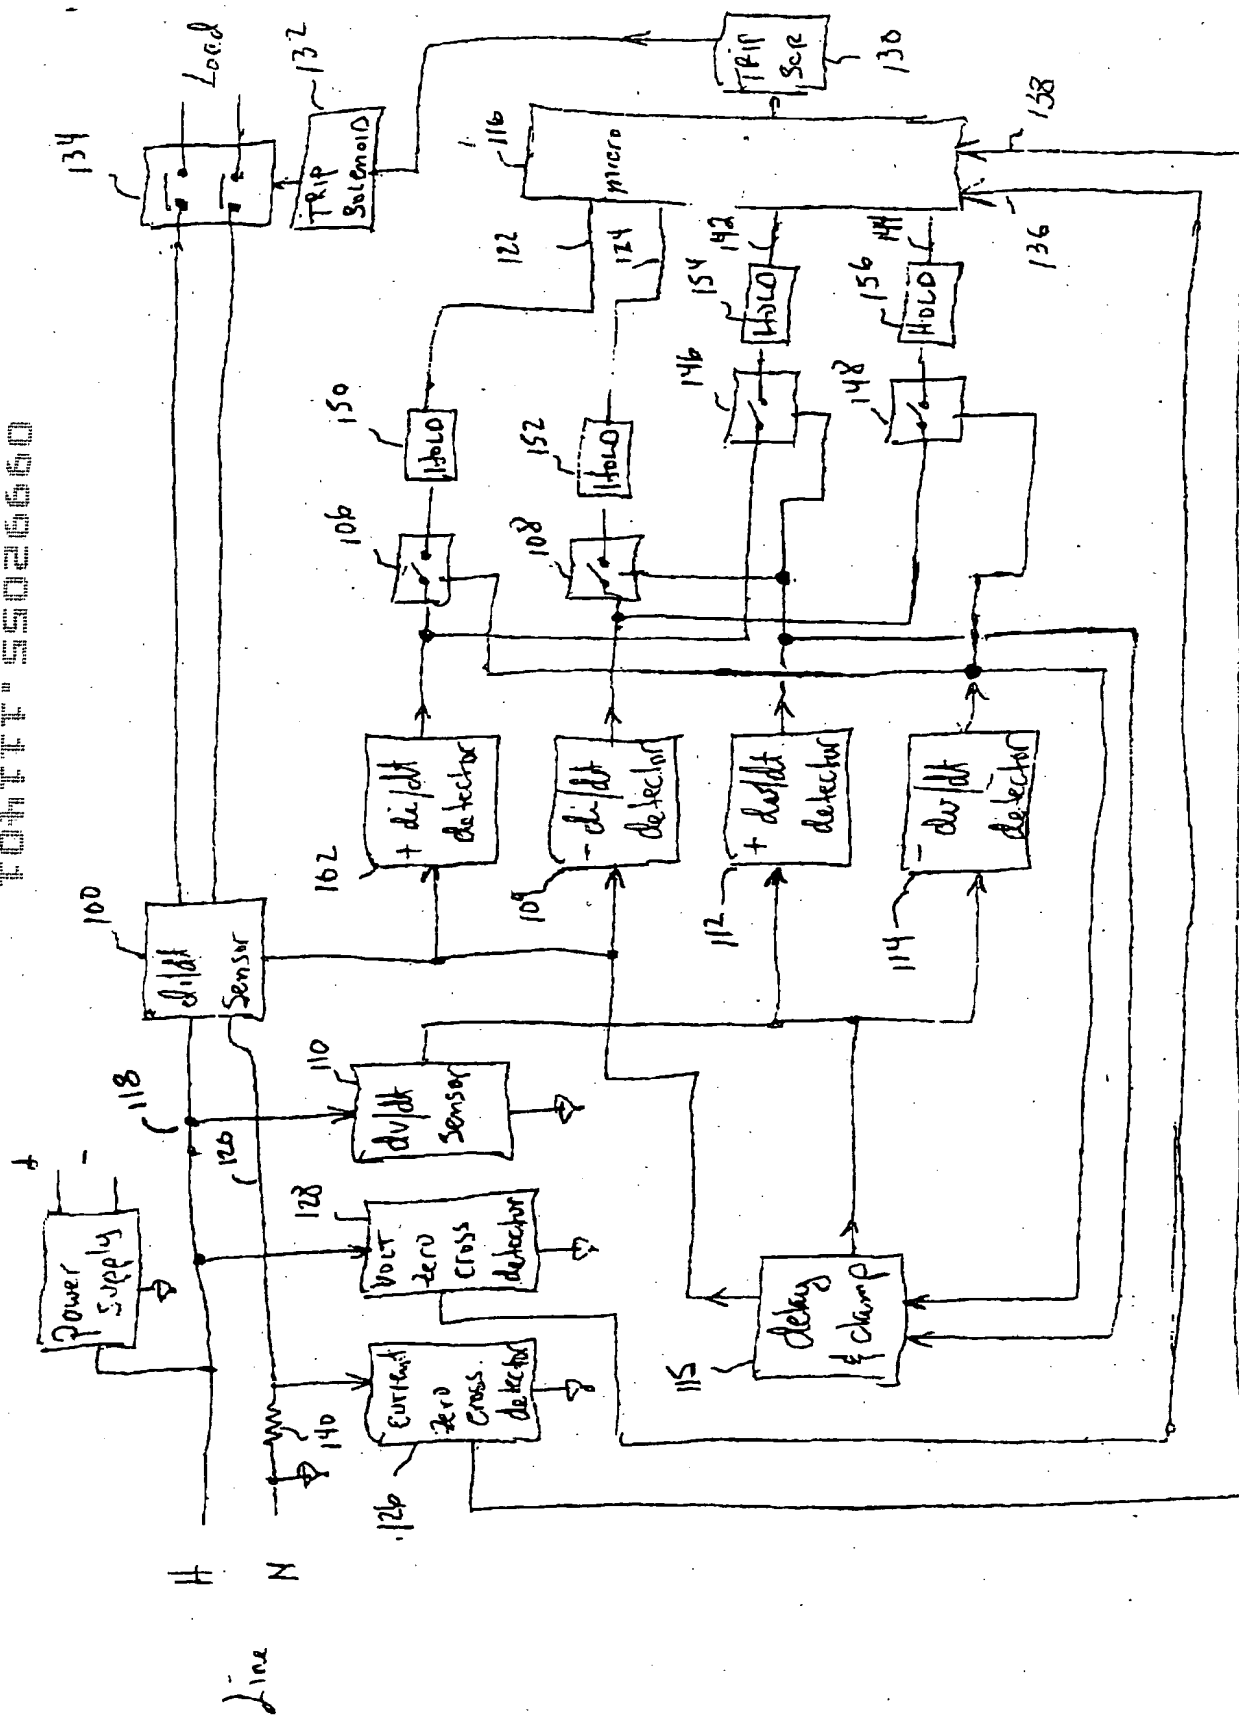 Line
H
N
Power
supply
+
-
118
120
100
di/dt
sensor
134
Load
132
TRIP
Solenoid
140
126
current
zero
cross
detector
128
VOLT
zero
cross
detector
110
dv/dt
sensor
162
+ di/dt
detector
109
- di/dt
detector
112
+ dv/dt
detector
114
- dv/dt
detector
115
delay
& clamp
106
108
150
HOLD
152
HOLD
146
148
154
HOLD
156
HOLD
122
124
142
144
116
micro
TRIP
SCR
130
136
138